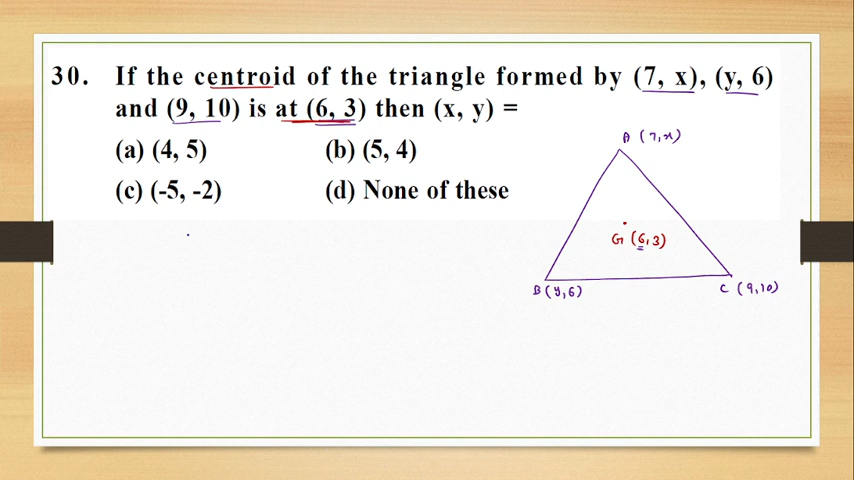 30. If the centroid of the triangle formed by (7, x), (y, 6)
and (9, 10) is at (6, 3) then (x, y) =
(a) (4, 5) (b) (5, 4)
(c) (-5, -2) (d) None of these
A (7,x)
G (6,3)
B (y,6) C (9,10)